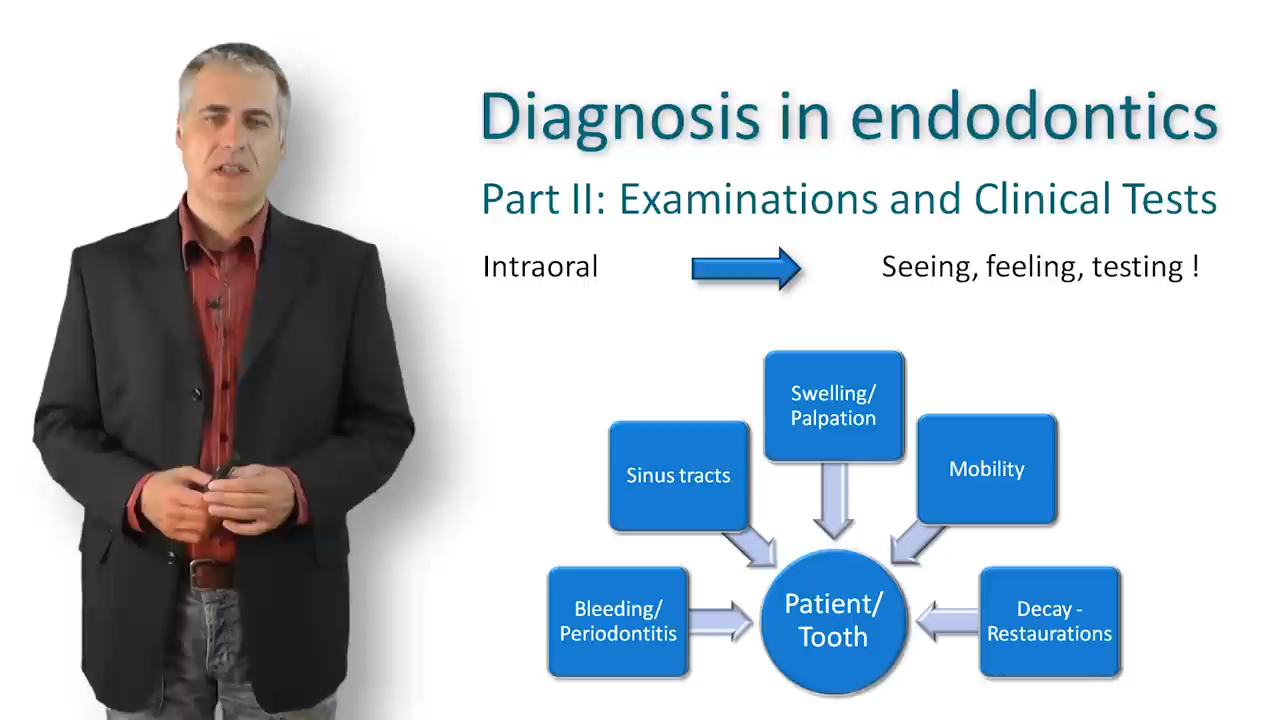 Diagnosis in endodontics
Part II: Examinations and Clinical Tests
Intraoral
Seeing, feeling, testing !
Swelling/
Palpation
Sinus tracts
Mobility
Bleeding/
Periodontitis
Patient/
Tooth
Decay -
Restaurations